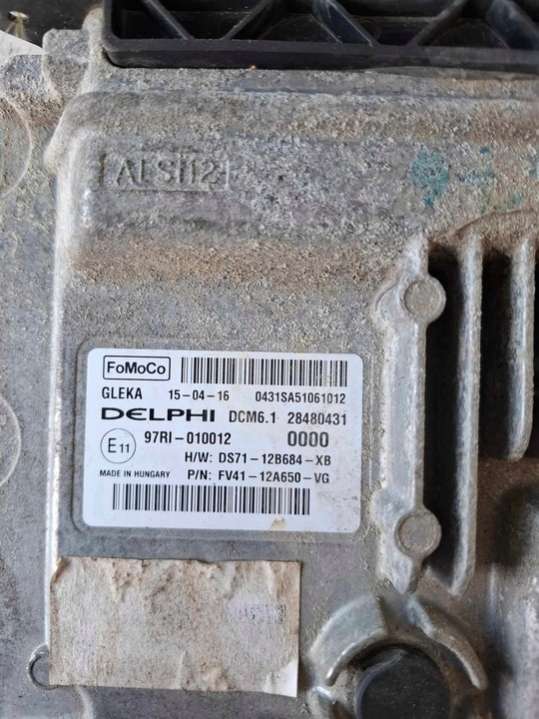 ALSI12
FoMoCo
GLEKA 15-04-16 0431SA51061012
DELPHI DCM6.1 28480431
E11 97RI-010012 0000
H/W: DS71-12B684-XB
MADE IN HUNGARY P/N: FV41-12A650-VG